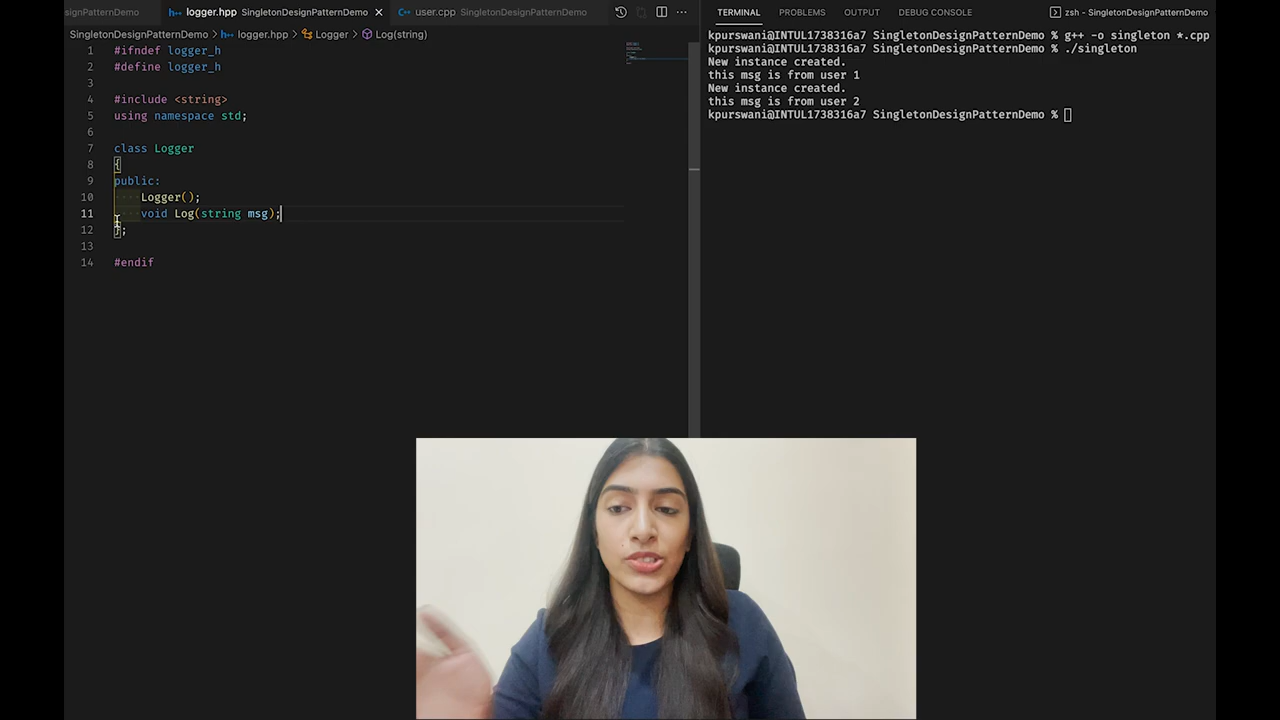 gnPatternDemo
logger.hpp SingletonDesignPatternDemo
user.cpp SingletonDesignPatternDemo
SingletonDesignPatternDemo > logger.hpp > Logger > Log(string)
1 #ifndef logger_h
2 #define logger_h
3
4 #include <string>
5 using namespace std;
6
7 class Logger
8 {
9 public:
10 Logger();
11 void Log(string msg);
12 };
13
14 #endif
TERMINAL PROBLEMS OUTPUT DEBUG CONSOLE
zsh - SingletonDesignPatternDemo
kpurswani@INTUL1738316a7 SingletonDesignPatternDemo % g++ -o singleton *.cpp
kpurswani@INTUL1738316a7 SingletonDesignPatternDemo % ./singleton
New instance created.
this msg is from user 1
New instance created.
this msg is from user 2
kpurswani@INTUL1738316a7 SingletonDesignPatternDemo %